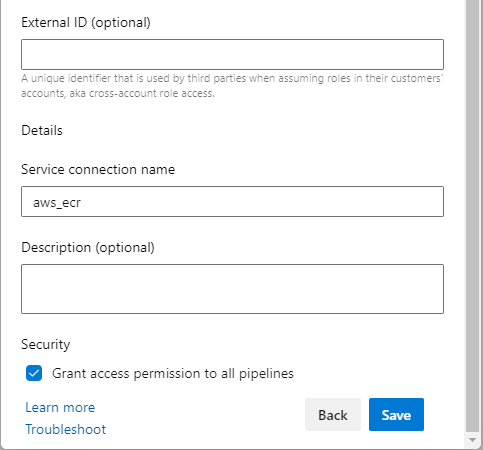 External ID (optional)
A unique identifier that is used by third parties when assuming roles in their customers'
accounts, aka cross-account role access.
Details
Service connection name
aws_ecr
Description (optional)
Security
Grant access permission to all pipelines
Learn more
Troubleshoot
Back
Save